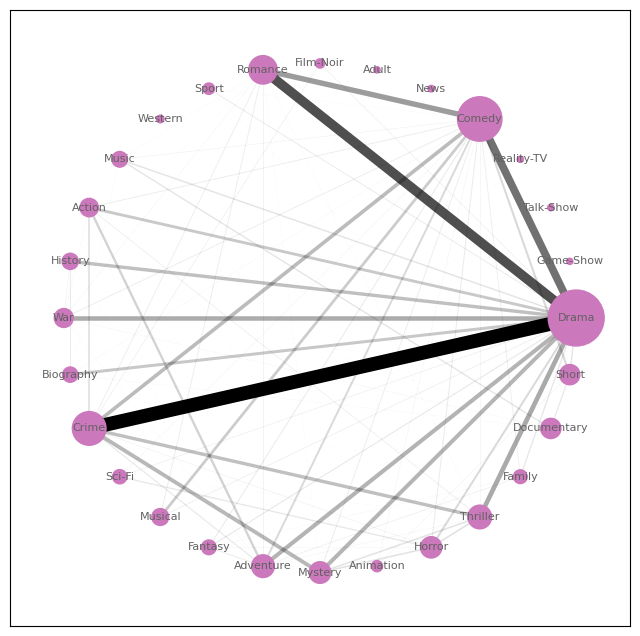 Film-Noir
Romance
Adult
Sport
News
Western
Comedy
Music
Reality-TV
Action
Talk-Show
History
Game-Show
War
Drama
Biography
Short
Crime
Documentary
Sci-Fi
Family
Musical
Thriller
Fantasy
Horror
Adventure
Mystery
Animation